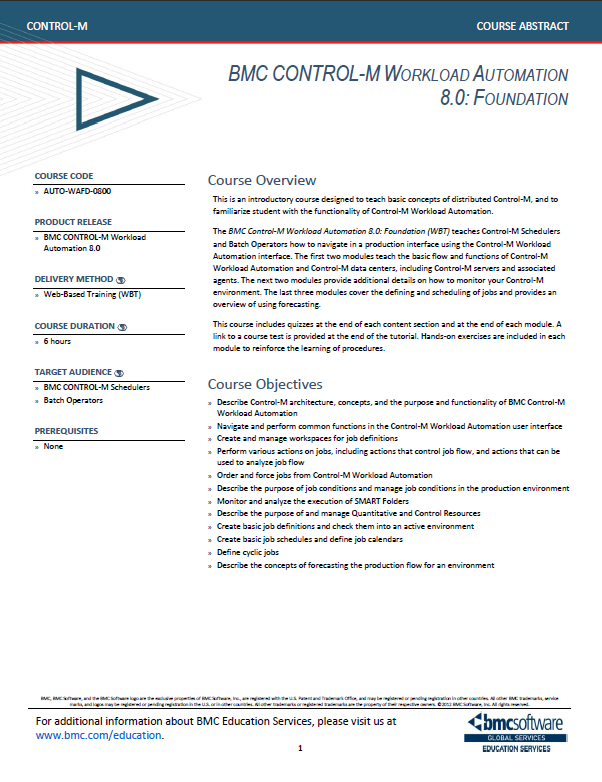 CONTROL-M
COURSE ABSTRACT
BMC CONTROL-M WORKLOAD AUTOMATION
8.0: FOUNDATION
COURSE CODE
» AUTO-WAFD-0800
PRODUCT RELEASE
» BMC CONTROL-M Workload
Automation 8.0
DELIVERY METHOD
» Web-Based Training (WBT)
COURSE DURATION
» 6 hours
TARGET AUDIENCE
» BMC CONTROL-M Schedulers
» Batch Operators
PREREQUISITES
» None
Course Overview
This is an introductory course designed to teach basic concepts of distributed Control-M, and to
familiarize student with the functionality of Control-M Workload Automation.
The BMC Control-M Workload Automation 8.0: Foundation (WBT) teaches Control-M Schedulers
and Batch Operators how to navigate in a production interface using the Control-M Workload
Automation interface. The first two modules teach the basic flow and functions of Control-M
Workload Automation and Control-M data centers, including Control-M servers and associated
agents. The next two modules provide additional details on how to monitor your Control-M
environment. The last three modules cover the defining and scheduling of jobs and provides an
overview of using forecasting.
This course includes quizzes at the end of each content section and at the end of each module. A
link to a course test is provided at the end of the tutorial. Hands-on exercises are included in each
module to reinforce the learning of procedures.
Course Objectives
» Describe Control-M architecture, concepts, and the purpose and functionality of BMC Control-M
Workload Automation
» Navigate and perform common functions in the Control-M Workload Automation user interface
» Create and manage workspaces for job definitions
» Perform various actions on jobs, including actions that control job flow, and actions that can be
used to analyze job flow
» Order and force jobs from Control-M Workload Automation
» Describe the purpose of job conditions and manage job conditions in the production environment
» Monitor and analyze the execution of SMART Folders
» Describe the purpose of and manage Quantitative and Control Resources
» Create basic job definitions and check them into an active environment
» Create basic job schedules and define job calendars
» Define cyclic jobs
» Describe the concepts of forecasting the production flow for an environment
BMC, BMC Software, and the BMC Software logo are the exclusive properties of BMC Software, Inc., are registered with the U.S. Patent and Trademark Office, and may be registered or pending registration in other countries. All other BMC trademarks, service
marks, and logos may be registered or pending registration in the U.S. or in other countries. All other trademarks or registered trademarks are the property of their respective owners. ©2012 BMC Software, Inc. All rights reserved.
For additional information about BMC Education Services, please visit us at
www.bmc.com/education.
bmcsoftware
GLOBAL SERVICES
EDUCATION SERVICES
1